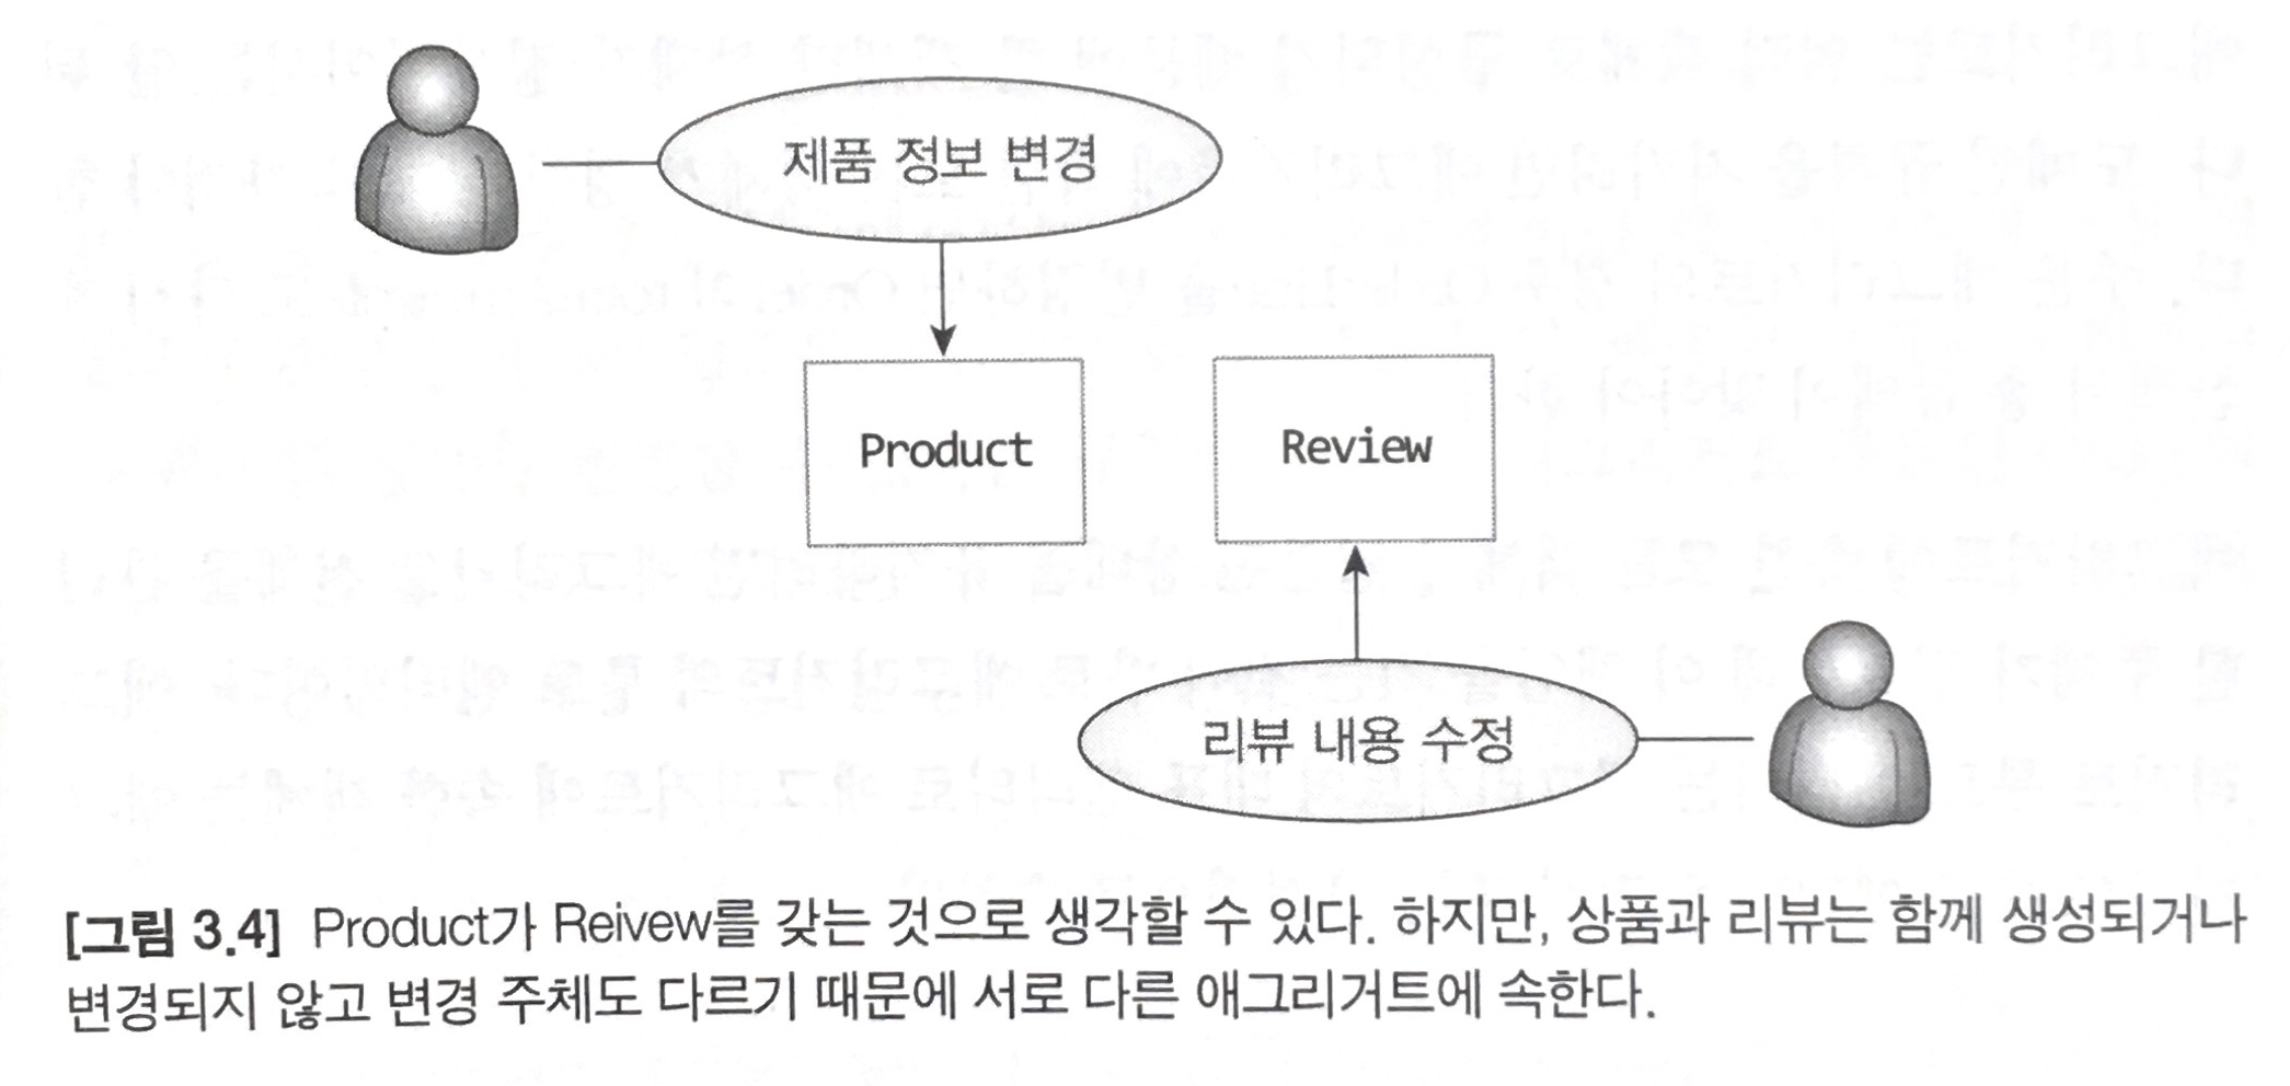 제품 정보 변경
Product
Review
리뷰 내용 수정
[그림 3.4] Product가 Reivew를 갖는 것으로 생각할 수 있다. 하지만, 상품과 리뷰는 함께 생성되거나
변경되지 않고 변경 주체도 다르기 때문에 서로 다른 애그리거트에 속한다.